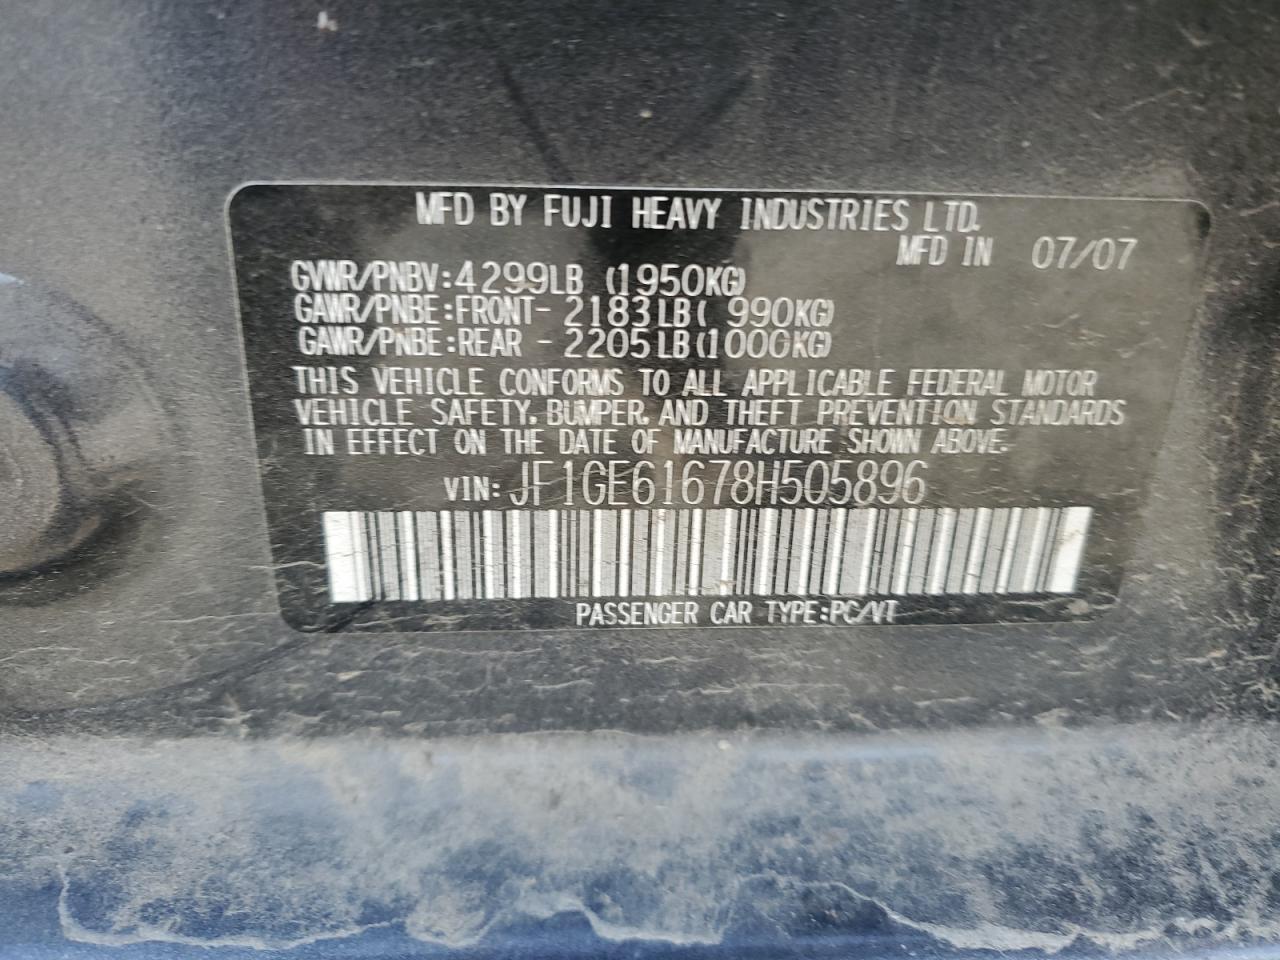 MFD BY FUJI HEAVY INDUSTRIES LTD.
MFD IN 07/07
GVWR/PNBV:4299LB (1950KG)
GAWR/PNBE:FRONT- 2183LB( 990KG)
GAWR/PNBE:REAR - 2205LB(1000KG)
THIS VEHICLE CONFORMS TO ALL APPLICABLE FEDERAL MOTOR
VEHICLE SAFETY, BUMPER, AND THEFT PREVENTION STANDARDS
IN EFFECT ON THE DATE OF MANUFACTURE SHOWN ABOVE.
VIN: JF1GE61678H505896
PASSENGER CAR TYPE:PC/VT